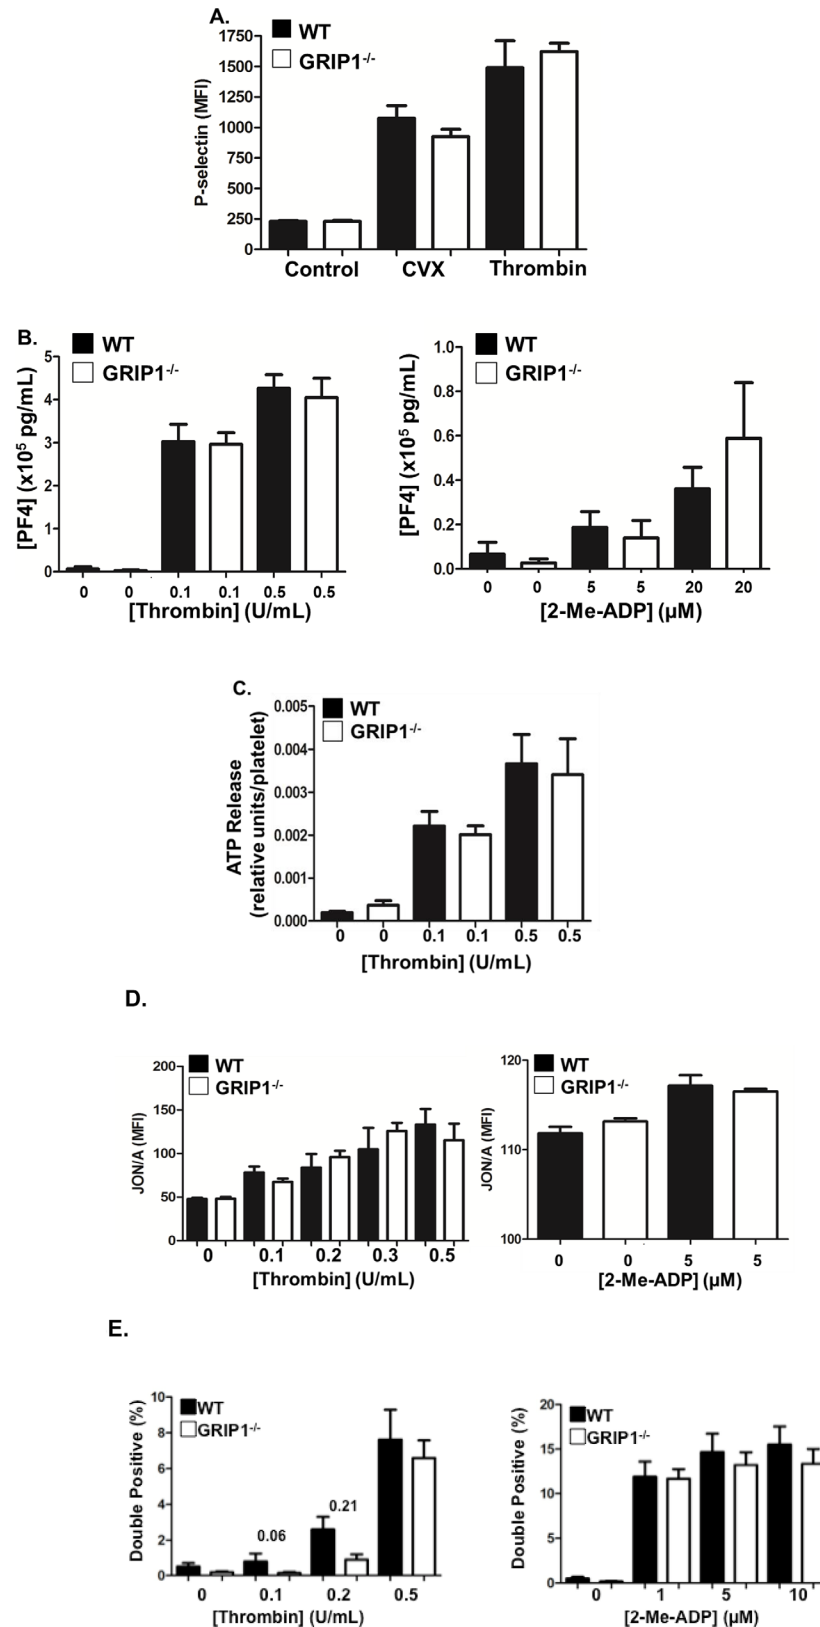 A.
WT
GRIP1-/-
P-selectin (MFI)
1750
1500
1250
1000
750
500
250
0
Control CVX Thrombin
B.
WT
GRIP1-/-
[PF4] (x10⁵ pg/mL)
5
4
3
2
1
0
0 0 0.1 0.1 0.5 0.5
[Thrombin] (U/mL)
WT
GRIP1-/-
[PF4] (x10⁵ pg/mL)
1.0
0.8
0.6
0.4
0.2
0.0
0 0 5 5 20 20
[2-Me-ADP] (µM)
C.
WT
GRIP1-/-
ATP Release
(relative units/platelet)
0.005
0.004
0.003
0.002
0.001
0.000
0 0 0.1 0.1 0.5 0.5
[Thrombin] (U/mL)
D.
WT
GRIP1-/-
JON/A (MFI)
200
150
100
50
0
0 0.1 0.2 0.3 0.5
[Thrombin] (U/mL)
WT
GRIP1-/-
JON/A (MFI)
120
110
100
0 0 5 5
[2-Me-ADP] (µM)
E.
WT
GRIP1-/-
Double Positive (%)
10
8
6
4
2
0
0.06
0.21
0 0.1 0.2 0.5
[Thrombin] (U/mL)
WT
GRIP1-/-
Double Positive (%)
20
15
10
5
0
0 1 5 10
[2-Me-ADP] (µM)